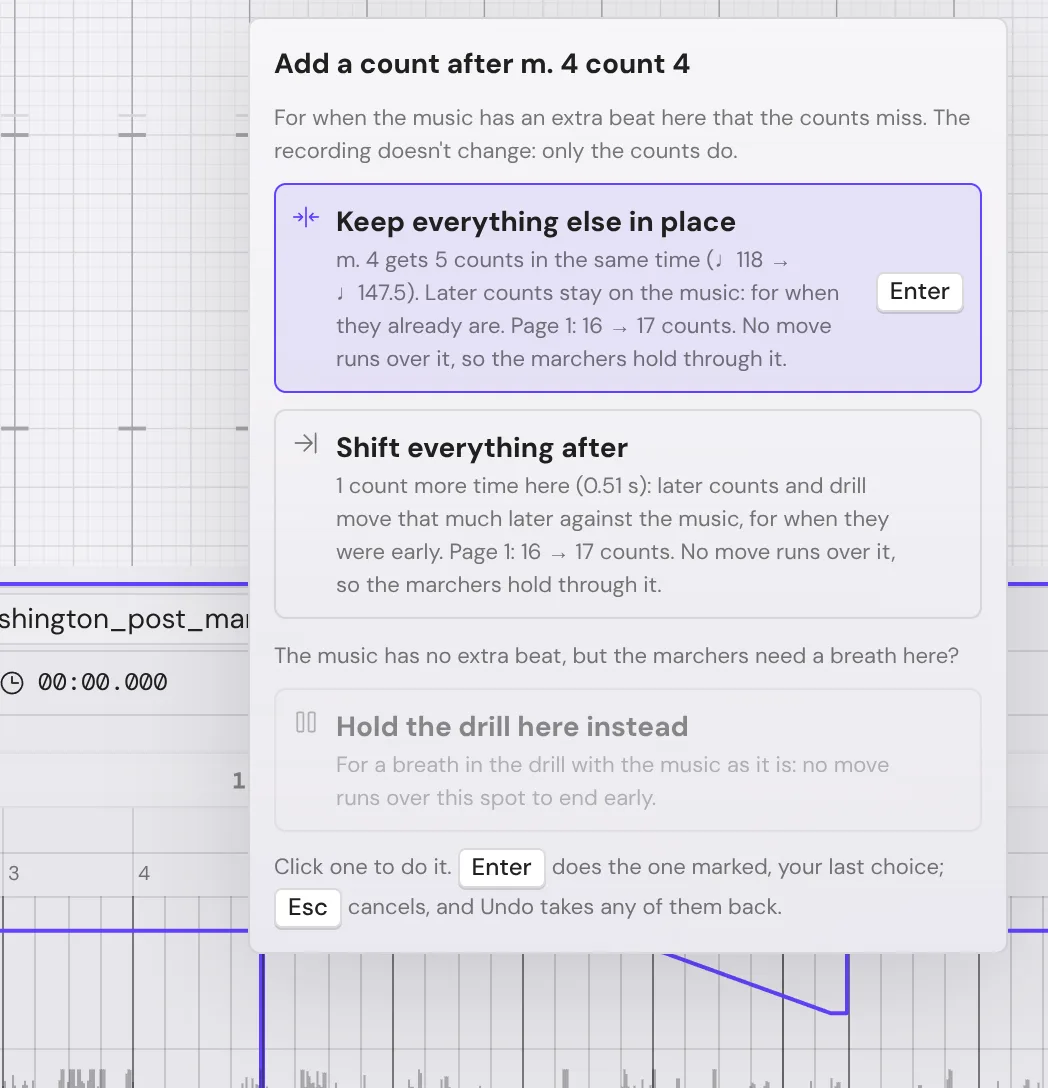 Add a count after m. 4 count 4
For when the music has an extra beat here that the counts miss. The
recording doesn't change: only the counts do.
Keep everything else in place
m. 4 gets 5 counts in the same time (♩ 118 →
♩ 147.5). Later counts stay on the music: for when
they already are. Page 1: 16 → 17 counts. No move
runs over it, so the marchers hold through it.
Enter
Shift everything after
1 count more time here (0.51 s): later counts and drill
move that much later against the music, for when they
were early. Page 1: 16 → 17 counts. No move runs over it,
so the marchers hold through it.
shington_post_mar
00:00.000
The music has no extra beat, but the marchers need a breath here?
Hold the drill here instead
For a breath in the drill with the music as it is: no move
runs over this spot to end early.
1
3
4
Click one to do it. Enter does the one marked, your last choice;
Esc cancels, and Undo takes any of them back.